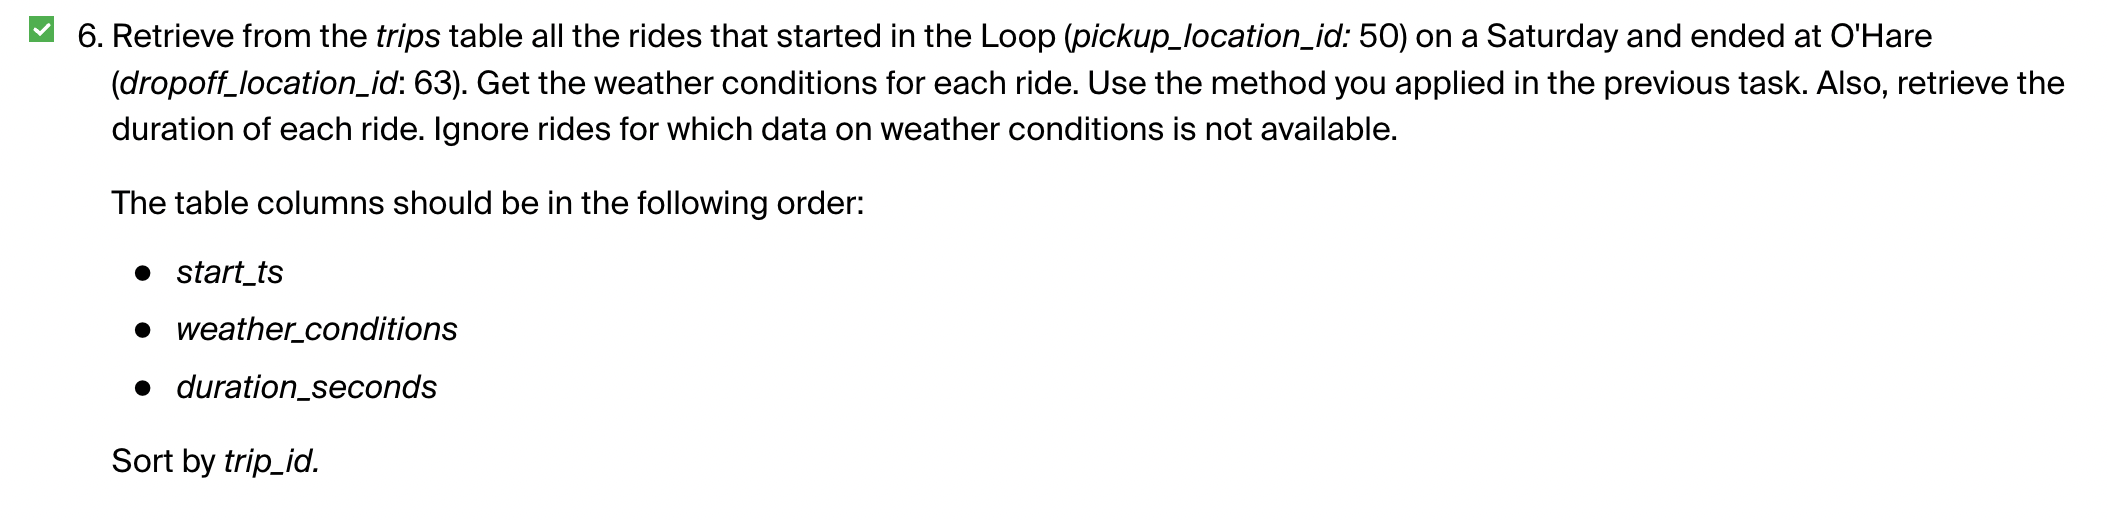 6. Retrieve from the trips table all the rides that started in the Loop (pickup_location_id: 50) on a Saturday and ended at O'Hare
(dropoff_location_id: 63). Get the weather conditions for each ride. Use the method you applied in the previous task. Also, retrieve the
duration of each ride. Ignore rides for which data on weather conditions is not available.
The table columns should be in the following order:
● start_ts
● weather_conditions
● duration_seconds
Sort by trip_id.